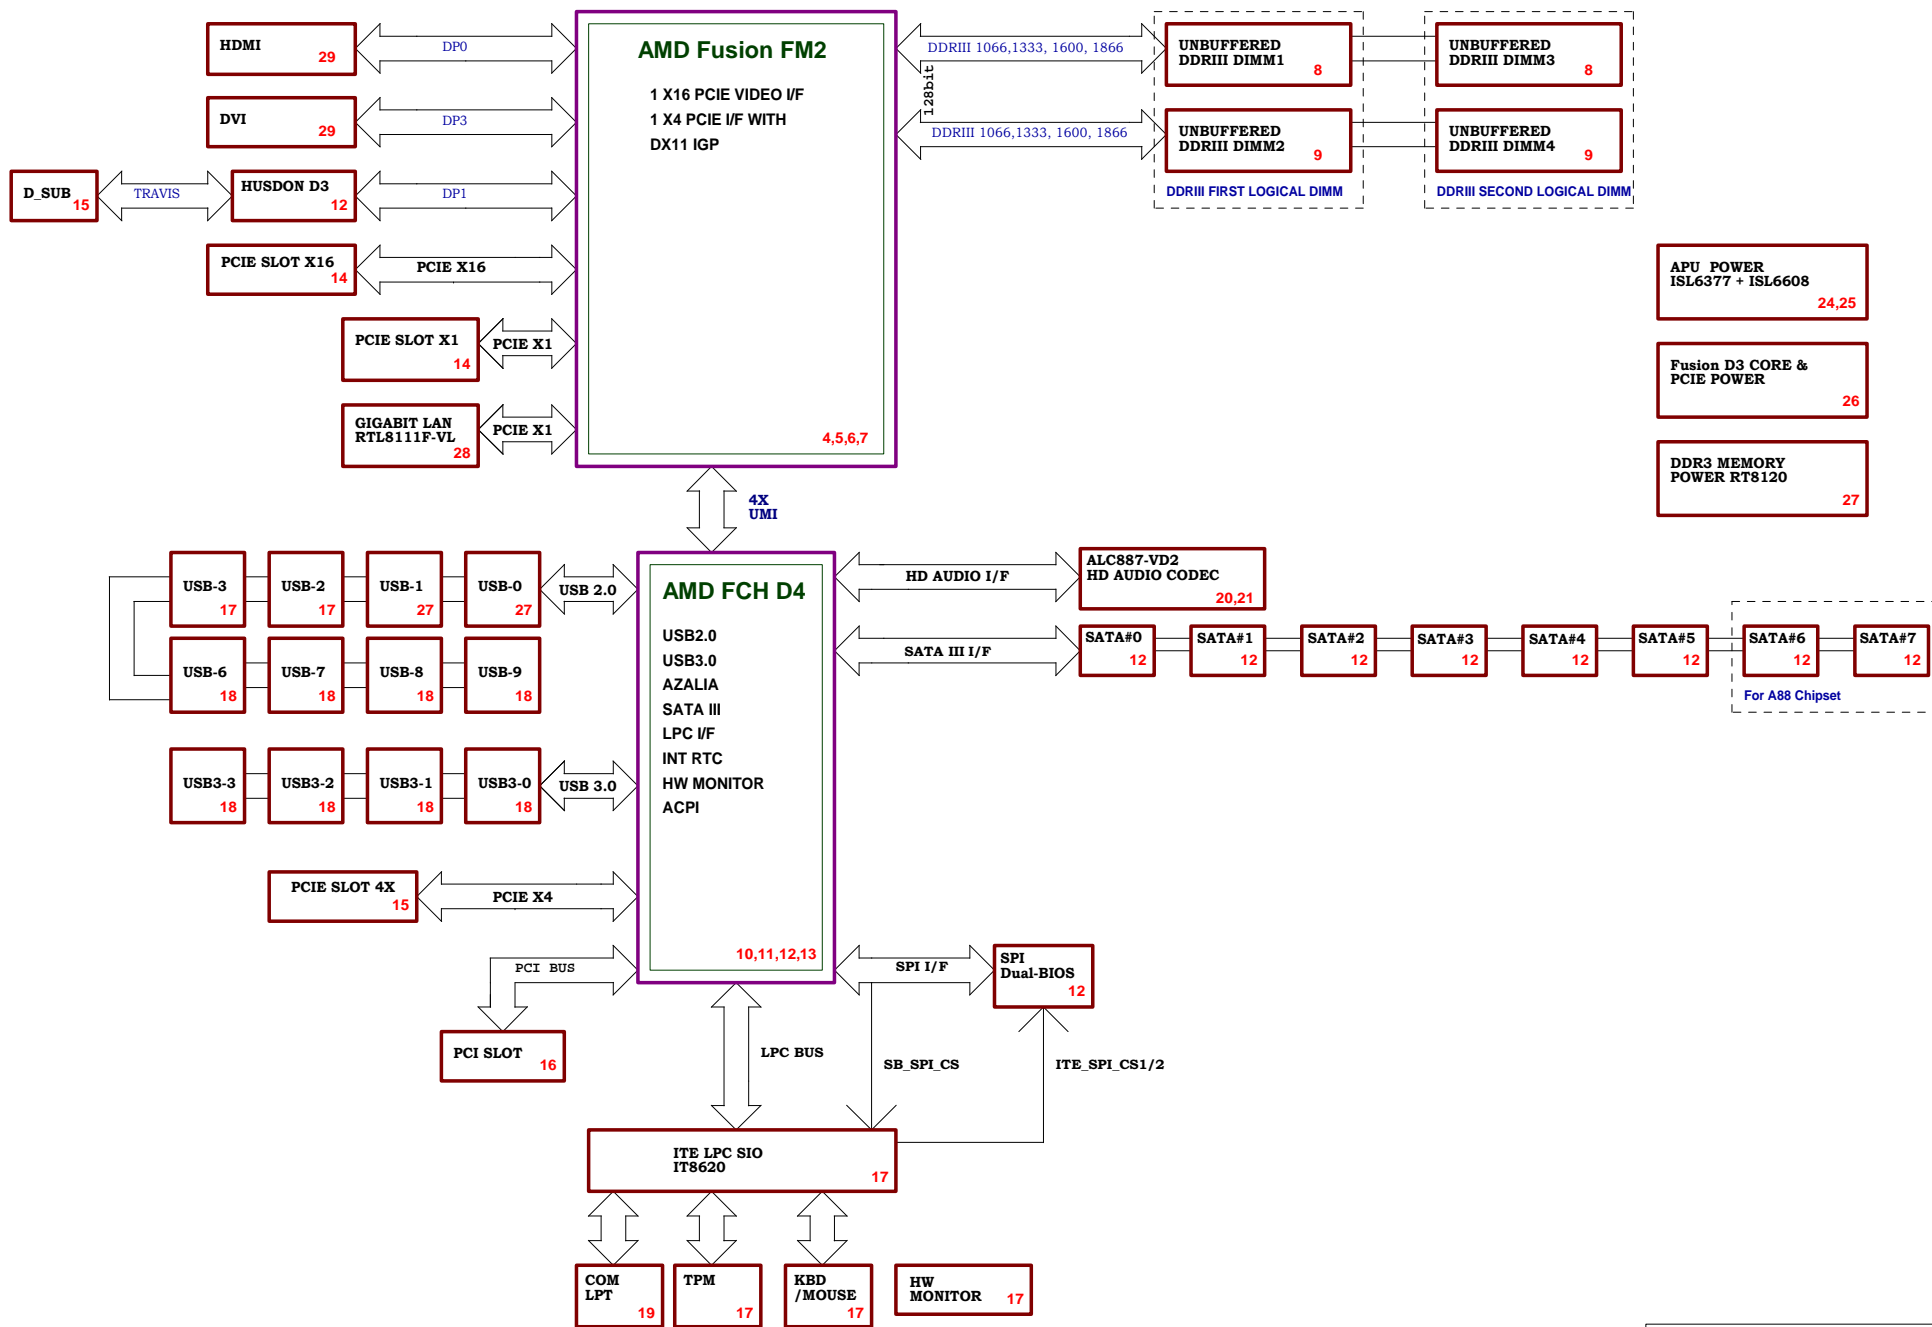 HDMI
29
DP0
DVI
29
DP3
D_SUB
15
TRAVIS
HUSDON D3
12
DP1
PCIE SLOT X16
14
PCIE X16
PCIE SLOT X1
14
PCIE X1
GIGABIT LAN
RTL8111F-VL
28
PCIE X1
AMD Fusion FM2
1 X16 PCIE VIDEO I/F
1 X4 PCIE I/F WITH
DX11 IGP
4,5,6,7
DDRIII 1066,1333, 1600, 1866
128bit
DDRIII 1066,1333, 1600, 1866
UNBUFFERED
DDRIII DIMM1
8
UNBUFFERED
DDRIII DIMM3
8
UNBUFFERED
DDRIII DIMM2
9
UNBUFFERED
DDRIII DIMM4
9
DDRIII FIRST LOGICAL DIMM
DDRIII SECOND LOGICAL DIMM
APU POWER
ISL6377 + ISL6608
24,25
Fusion D3 CORE &
PCIE POWER
26
DDR3 MEMORY
POWER RT8120
27
4X
UMI
USB-3
17
USB-2
17
USB-1
27
USB-0
27
USB 2.0
USB-6
18
USB-7
18
USB-8
18
USB-9
18
USB3-3
18
USB3-2
18
USB3-1
18
USB3-0
18
USB 3.0
AMD FCH D4
USB2.0
USB3.0
AZALIA
SATA III
LPC I/F
INT RTC
HW MONITOR
ACPI
10,11,12,13
HD AUDIO I/F
ALC887-VD2
HD AUDIO CODEC
20,21
SATA III I/F
SATA#0
12
SATA#1
12
SATA#2
12
SATA#3
12
SATA#4
12
SATA#5
12
SATA#6
12
SATA#7
12
For A88 Chipset
PCIE SLOT 4X
15
PCIE X4
PCI BUS
PCI SLOT
16
SPI I/F
SPI
Dual-BIOS
12
LPC BUS
SB_SPI_CS
ITE_SPI_CS1/2
ITE LPC SIO
IT8620
17
COM
LPT
19
TPM
17
KBD
/MOUSE
17
HW
MONITOR
17